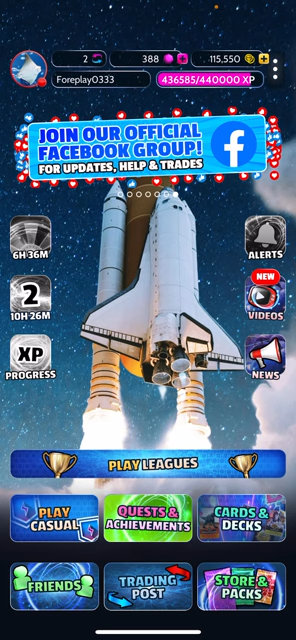 2
388
115,550
Foreplay0333
436585/440000 XP
JOIN OUR OFFICIAL
FACEBOOK GROUP!
FOR UPDATES, HELP & TRADES
6H 36M
ALERTS
2
10H 26M
NEW
VIDEOS
XP
PROGRESS
NEWS
PLAY LEAGUES
PLAY
CASUAL
QUESTS &
ACHIEVEMENTS
CARDS &
DECKS
FRIENDS
TRADING
POST
STORE &
PACKS